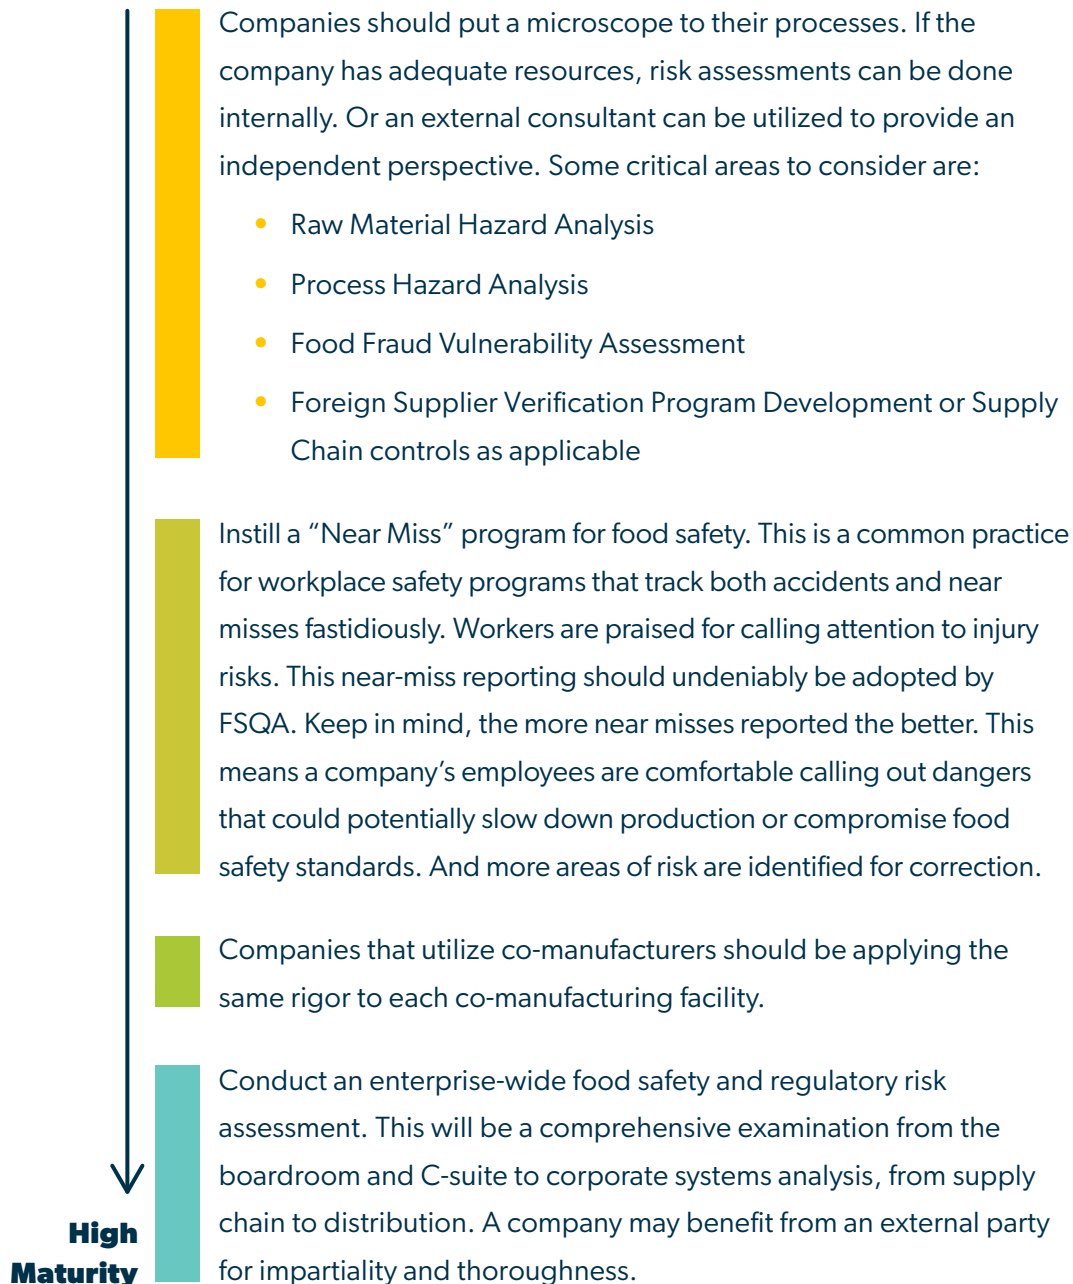 Companies should put a microscope to their processes. If the
company has adequate resources, risk assessments can be done
internally. Or an external consultant can be utilized to provide an
independent perspective. Some critical areas to consider are:
• Raw Material Hazard Analysis
• Process Hazard Analysis
• Food Fraud Vulnerability Assessment
• Foreign Supplier Verification Program Development or Supply
Chain controls as applicable
Instill a “Near Miss” program for food safety. This is a common practice
for workplace safety programs that track both accidents and near
misses fastidiously. Workers are praised for calling attention to injury
risks. This near-miss reporting should undeniably be adopted by
FSQA. Keep in mind, the more near misses reported the better. This
means a company’s employees are comfortable calling out dangers
that could potentially slow down production or compromise food
safety standards. And more areas of risk are identified for correction.
Companies that utilize co-manufacturers should be applying the
same rigor to each co-manufacturing facility.
Conduct an enterprise-wide food safety and regulatory risk
assessment. This will be a comprehensive examination from the
boardroom and C-suite to corporate systems analysis, from supply
chain to distribution. A company may benefit from an external party
for impartiality and thoroughness.
High
Maturity